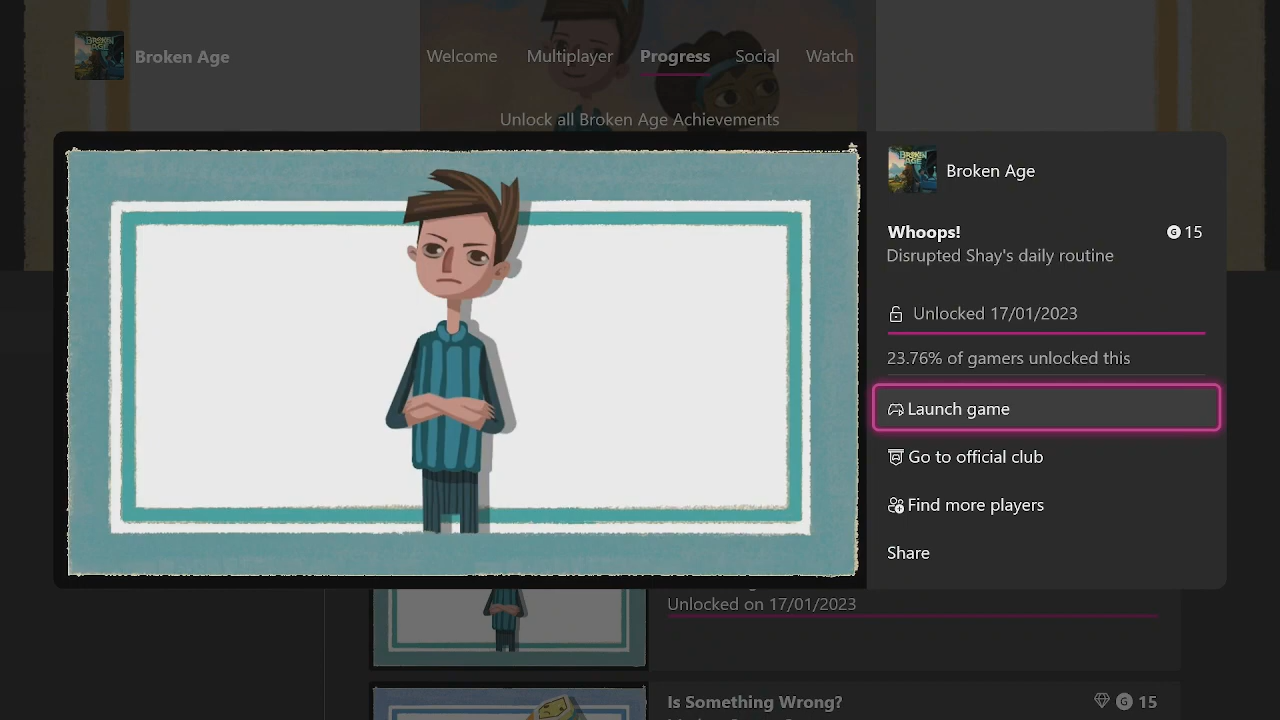 Broken Age
Welcome
Multiplayer
Progress
Social
Watch
Unlock all Broken Age Achievements
BROKEN AGE
Broken Age
Whoops!
G 15
Disrupted Shay's daily routine
Unlocked 17/01/2023
23.76% of gamers unlocked this
Launch game
Go to official club
Find more players
Share
Unlocked on 17/01/2023
Is Something Wrong?
G 15